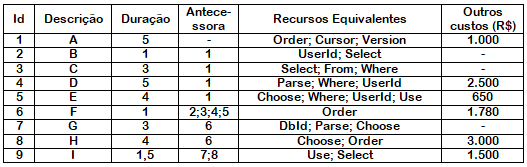 Id Descrição Duração Antece-
ssora Recursos Equivalentes Outros
custos (R$)
1 A 5 - Order; Cursor; Version 1.000
2 B 1 1 UserId; Select -
3 C 3 1 Select; From; Where -
4 D 5 1 Parse; Where; UserId 2.500
5 E 4 1 Choose; Where; UserId; Use 650
6 F 1 2;3;4;5 Order 1.780
7 G 3 6 DbId; Parse; Choose -
8 H 4 6 Choose; Order 3.000
9 I 1,5 7;8 Use; Select 1.500